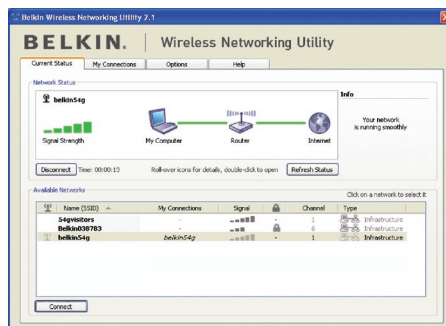 Belkin Wireless Networking Utility 7.1
BELKIN. Wireless Networking Utility
Current Status My Connections Options Help
Network Status
belkin54g
Info
Your network
is running smoothly
Signal Strength My Computer Router Internet
Disconnect Time: 00:00:13 Roll-over icons for details, double-click to open Refresh Status
Available Networks
Click on a network to select it
Name (SSID) My Connections Signal Channel Type
54gvisitors - - 1 Infrastructure
Belkin038783 - 6 Infrastructure
belkin54g belkin54g - 1 Infrastructure
Connect